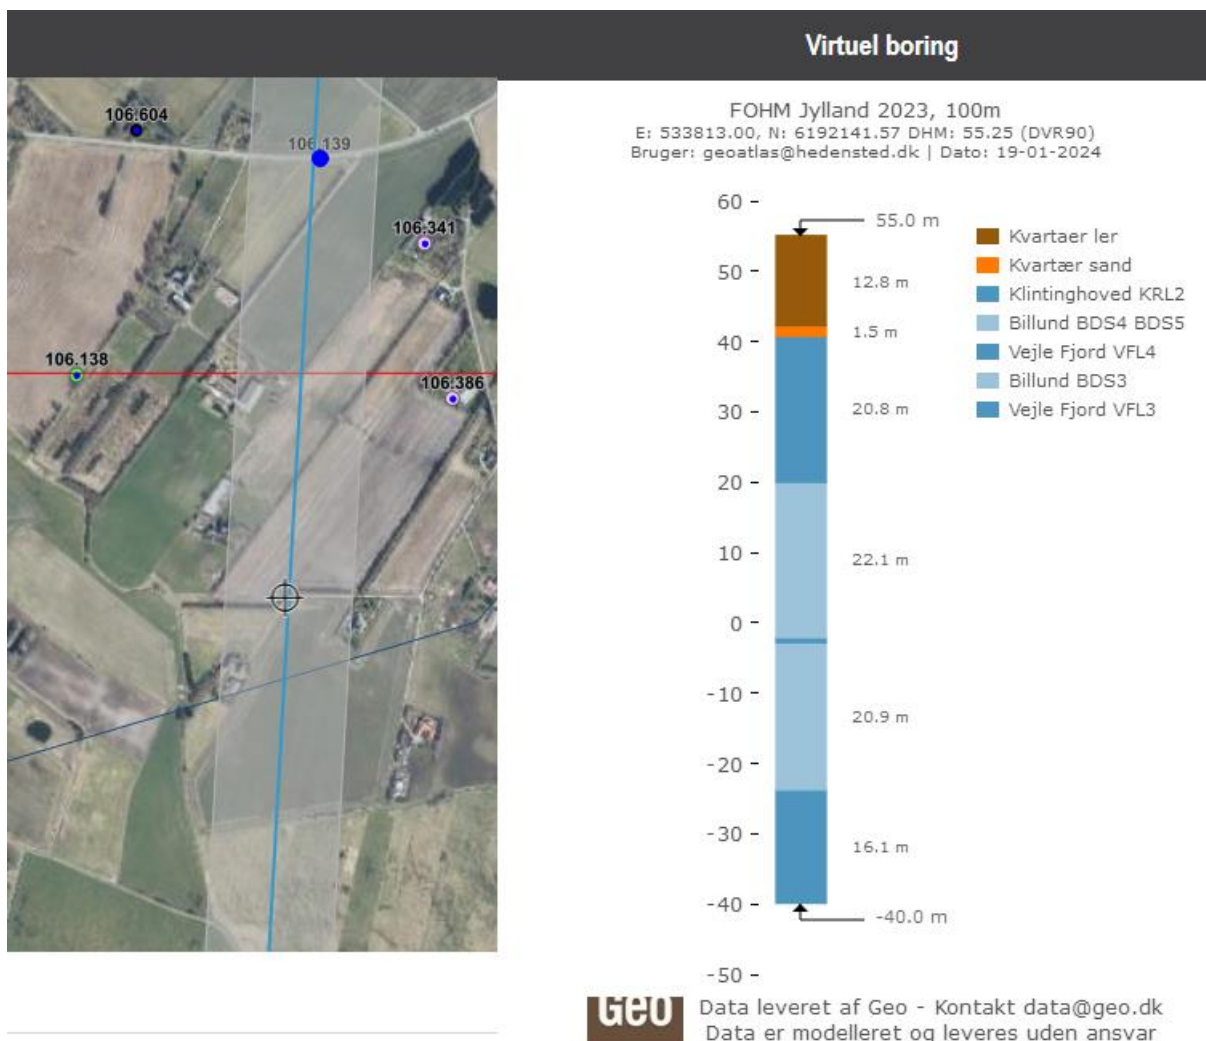 Virtuel boring
106.604
106.139
106.341
106.138
106.386
FOHM Jylland 2023, 100m
E: 533813.00, N: 6192141.57 DHM: 55.25 (DVR90)
Bruger: geoatlas@hedensted.dk | Dato: 19-01-2024
60
50
40
30
20
10
0
-10
-20
-30
-40
-50
55.0 m
12.8 m
1.5 m
20.8 m
22.1 m
20.9 m
16.1 m
-40.0 m
Kvartaer ler
Kvartær sand
Klintinghoved KRL2
Billund BDS4 BDS5
Vejle Fjord VFL4
Billund BDS3
Vejle Fjord VFL3
Geo
Data leveret af Geo - Kontakt data@geo.dk
Data er modelleret og leveres uden ansvar